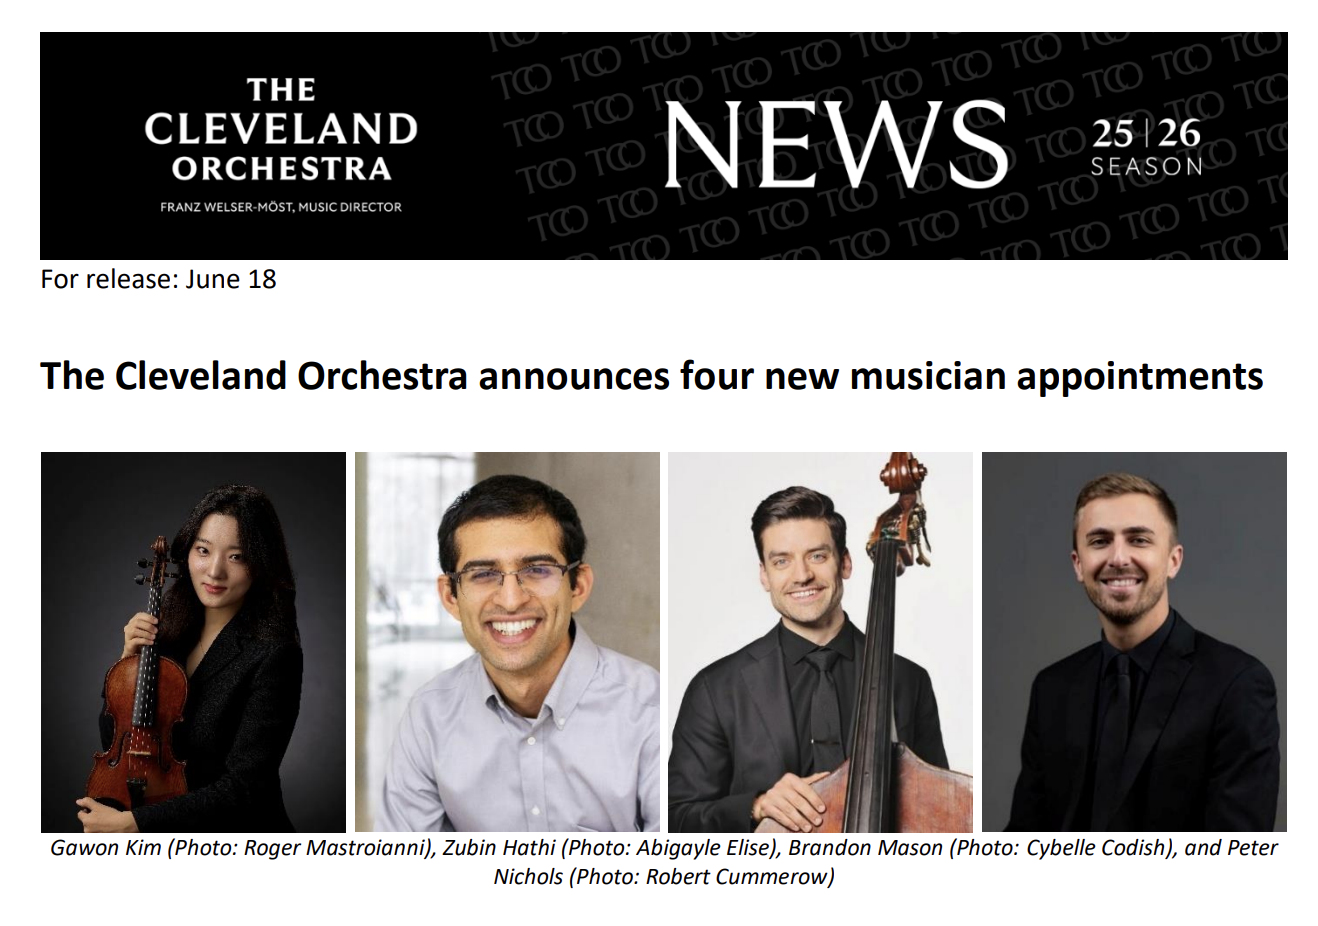 THE
CLEVELAND
ORCHESTRA
FRANZ WELSER-MÖST, MUSIC DIRECTOR
NEWS
25 | 26
SEASON
For release: June 18
The Cleveland Orchestra announces four new musician appointments
Gawon Kim (Photo: Roger Mastroianni), Zubin Hathi (Photo: Abigayle Elise), Brandon Mason (Photo: Cybelle Codish), and Peter
Nichols (Photo: Robert Cummerow)